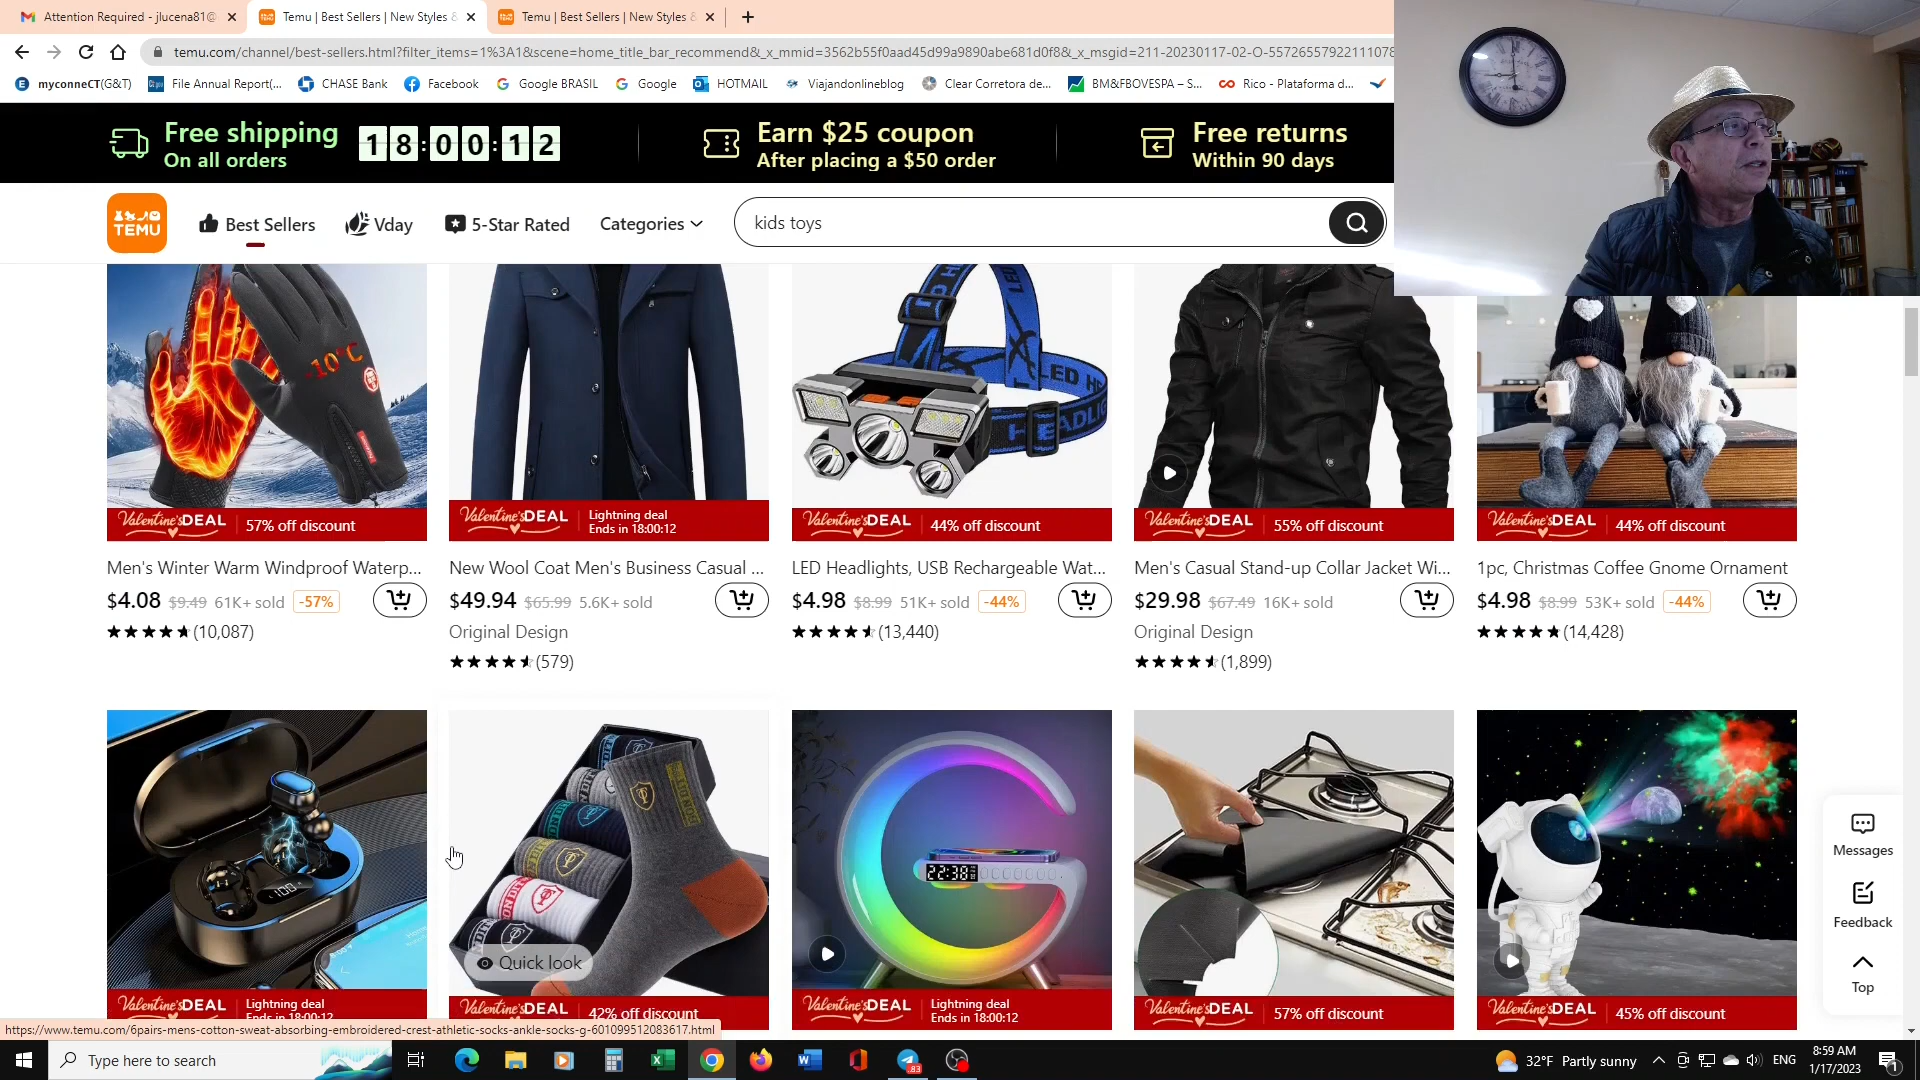 Attention Required - jlucena81@
Temu | Best Sellers | New Styles &
Temu | Best Sellers | New Styles &
temu.com/channel/best-sellers.html?filter_items=1%3A1&scene=home_title_bar_recommend&_x_mmid=3562b55f0aad45d99a9890abe681d0f8&_x_msgid=211-20230117-02-O-55726557922111078
myconneCT(G&T)
File Annual Report(...
CHASE Bank
Facebook
Google BRASIL
Google
HOTMAIL
Viajandonlineblog
Clear Corretora de...
BM&FBOVESPA – S...
Rico - Plataforma d...
Free shipping
On all orders
18:00:12
Earn $25 coupon
After placing a $50 order
Free returns
Within 90 days
TEMU
Best Sellers
Vday
5-Star Rated
Categories
kids toys
-10°C
LED HEADLIG
Valentine's DEAL
57% off discount
Valentine's DEAL
Lightning deal
Ends in 18:00:12
Valentine's DEAL
44% off discount
Valentine's DEAL
55% off discount
Valentine's DEAL
44% off discount
Men's Winter Warm Windproof Waterp...
$4.08 $9.49 61K+ sold -57%
(10,087)
New Wool Coat Men's Business Casual ...
$49.94 $65.99 5.6K+ sold
Original Design
(579)
LED Headlights, USB Rechargeable Wat...
$4.98 $8.99 51K+ sold -44%
(13,440)
Men's Casual Stand-up Collar Jacket Wi...
$29.98 $67.49 16K+ sold
Original Design
(1,899)
1pc, Christmas Coffee Gnome Ornament
$4.98 $8.99 53K+ sold -44%
(14,428)
22:38
Quick look
Valentine's DEAL
Lightning deal
Ends in 18:00:12
Valentine's DEAL
42% off discount
Valentine's DEAL
Lightning deal
Ends in 18:00:12
Valentine's DEAL
57% off discount
Valentine's DEAL
45% off discount
Messages
Feedback
Top
https://www.temu.com/6pairs-mens-cotton-sweat-absorbing-embroidered-crest-athletic-socks-ankle-socks-g-601099512083617.html
Type here to search
83
32°F Partly sunny
ENG
8:59 AM
1/17/2023
1